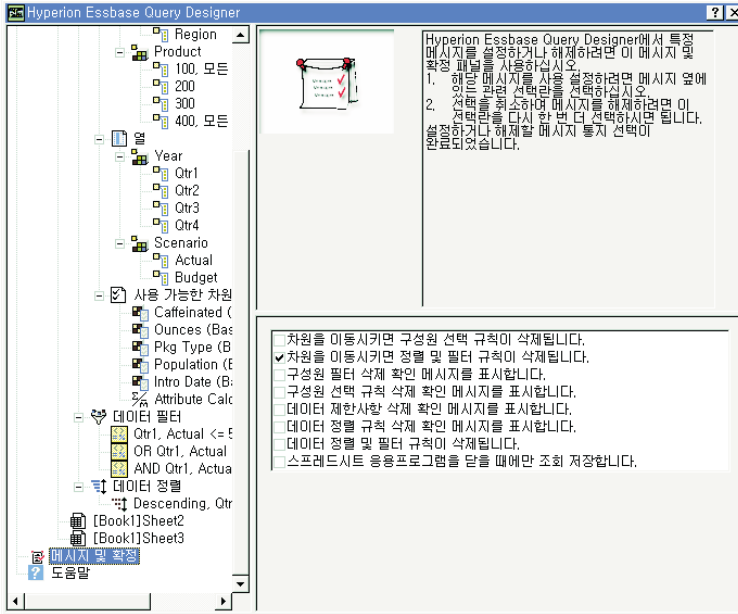 Hyperion Essbase Query Designer
Region
Product
100, 모든
200
300
400, 모든
열
Year
Qtr1
Qtr2
Qtr3
Qtr4
Scenario
Actual
Budget
사용 가능한 차원
Caffeinated (
Ounces (Bas
Pkg Type (B
Population (E
Intro Date (Ba
Attribute Calc
데이터 필터
Qtr1, Actual <= 5
OR Qtr1, Actual
AND Qtr1, Actua
데이터 정렬
Descending, Qtr
[Book1]Sheet2
[Book1]Sheet3
메시지 및 확정
도움말
Hyperion Essbase Query Designer에서 특정
메시지를 설정하거나 해제하려면 이 메시지 및
확정 패널을 사용하십시오.
1. 해당 메시지를 사용 설정하려면 메시지 옆에
있는 관련 선택란을 선택하십시오.
2. 선택을 취소하여 메시지를 해제하려면 이
선택란을 다시 한 번 더 선택하시면 됩니다.
설정하거나 해제할 메시지 통지 선택이
완료되었습니다.
차원을 이동시키면 구성원 선택 규칙이 삭제됩니다.
차원을 이동시키면 정렬 및 필터 규칙이 삭제됩니다.
구성원 필터 삭제 확인 메시지를 표시합니다.
구성원 선택 규칙 삭제 확인 메시지를 표시합니다.
데이터 제한사항 삭제 확인 메시지를 표시합니다.
데이터 정렬 규칙 삭제 확인 메시지를 표시합니다.
데이터 정렬 및 필터 규칙이 삭제됩니다.
스프레드시트 응용프로그램을 닫을 때에만 조회 저장합니다.